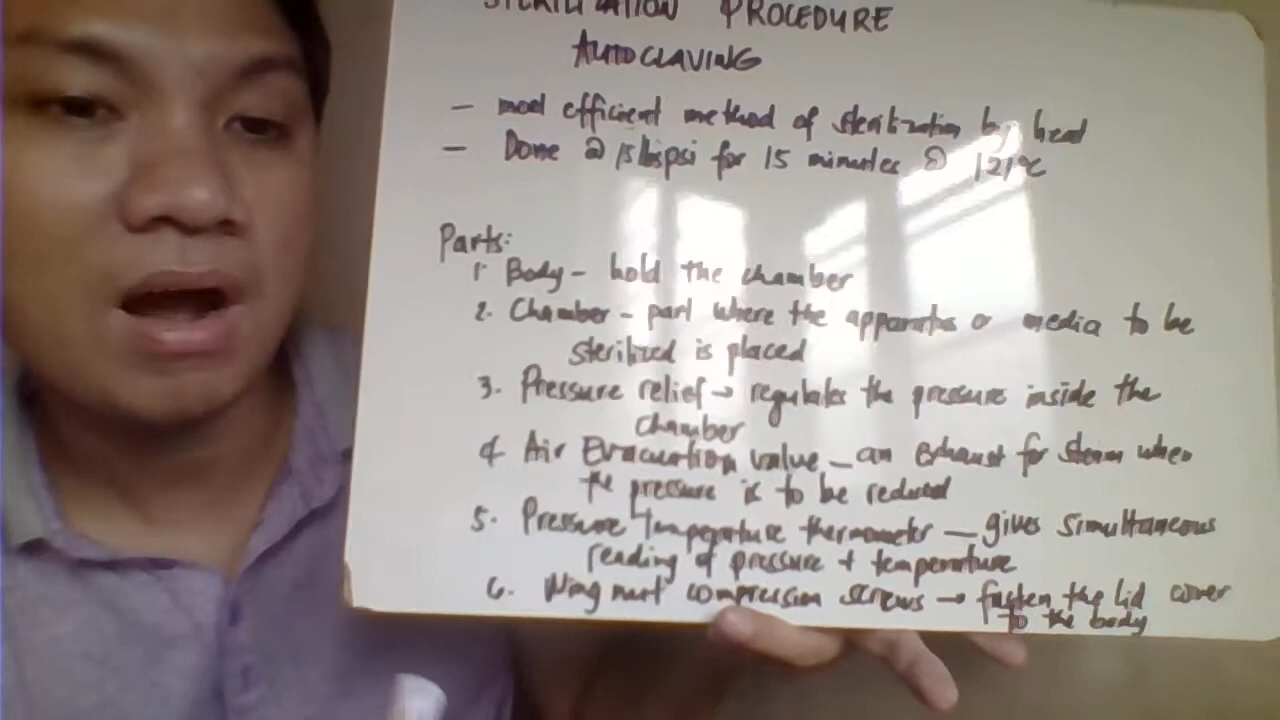 STERILIZATION PROCEDURE
AUTOCLAVING
- most efficient method of sterilization by heat
- Done @ 15 lbspsi for 15 minutes @ 121°C
Parts:
1. Body - hold the chamber
2. Chamber - part where the apparatus or media to be
sterilized is placed
3. Pressure relief → regulates the pressure inside the
chamber
4 Air Evacuation value - an Exhaust for steam when
the pressure is to be reduced
5. Pressure Temperature thermometer - gives simultaneous
reading of pressure + temperature
6. Wing nut compression screws → fasten the lid cover
to the body